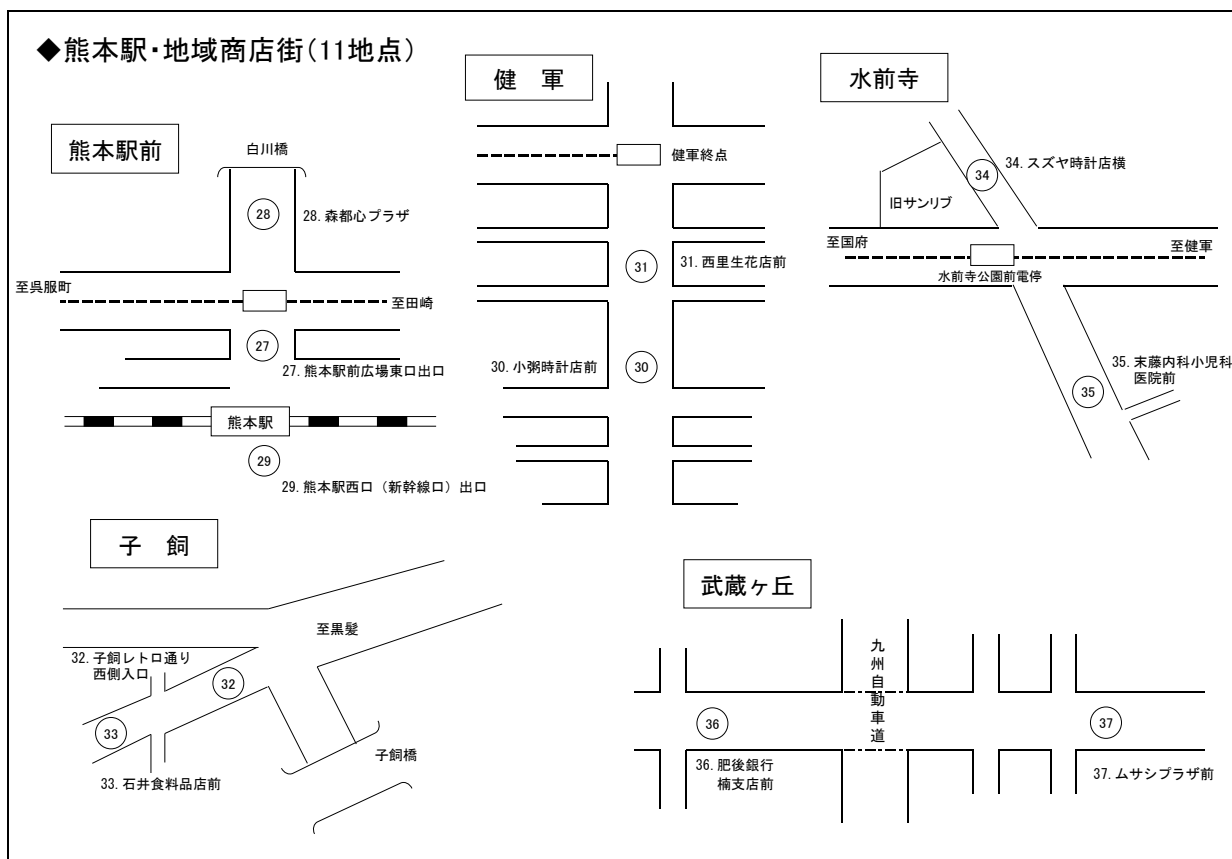 ◆熊本駅・地域商店街(11地点)
熊本駅前
白川橋
28
28.森都心プラザ
至呉服町
至田崎
27
27.熊本駅前広場東口出口
熊本駅
29
29.熊本駅西口(新幹線口)出口
健 軍
健軍終点
31
31.西里生花店前
30.小粥時計店前
30
水前寺
34
34.スズヤ時計店横
旧サンリブ
至国府
至健軍
水前寺公園前電停
35.末藤内科小児科
医院前
35
子 飼
至黒髪
32.子飼レトロ通り
西側入口
32
33
33.石井食料品店前
子飼橋
武蔵ヶ丘
九州自動車道
36
36.肥後銀行
楠支店前
37
37.ムサシプラザ前